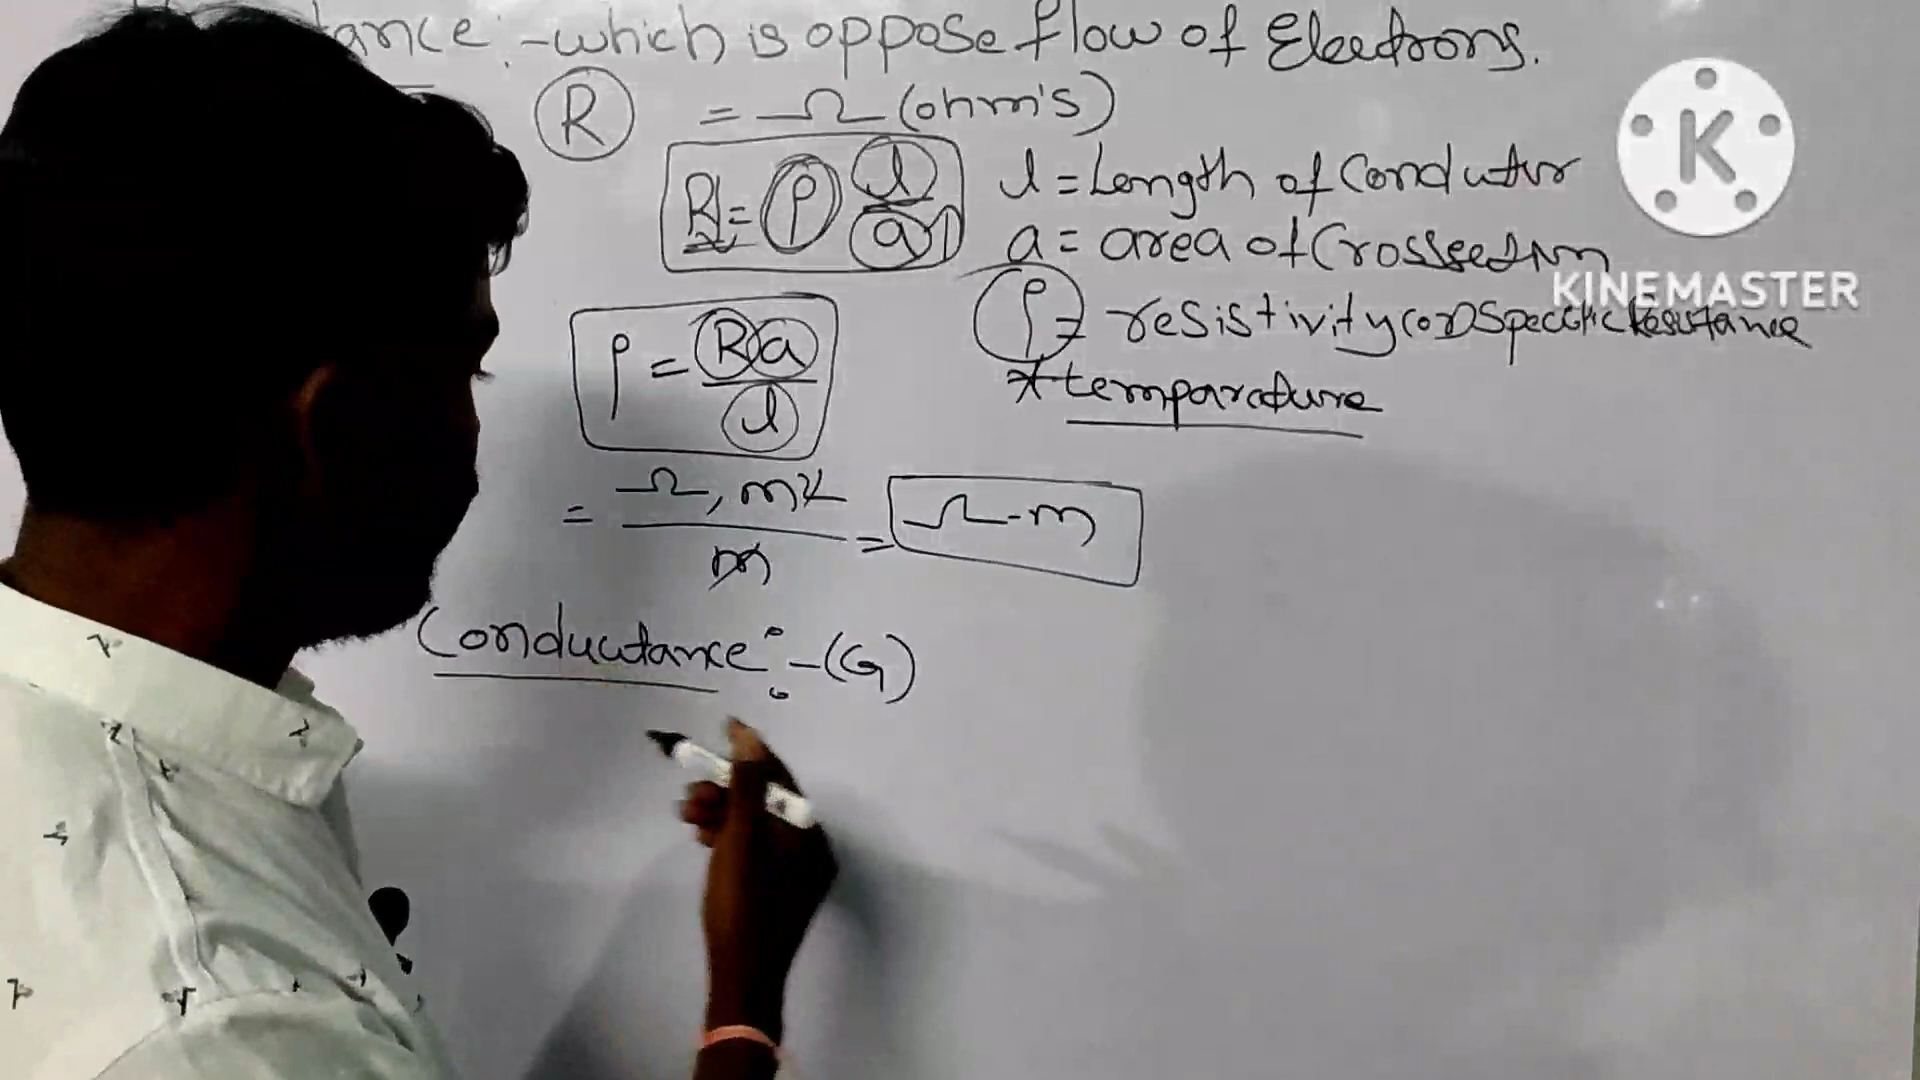 tance :- which is oppose flow of Electrons.
R = Ω (ohm's)
R = ρ l/a
l = Length of Conductor
a = area of Crosssection
ρ = resistivity (or) Specific Resistance
* temparature
ρ = Ra/l
= Ω, m²/m = Ω-m
Conductance :- (G)
K
KINEMASTER